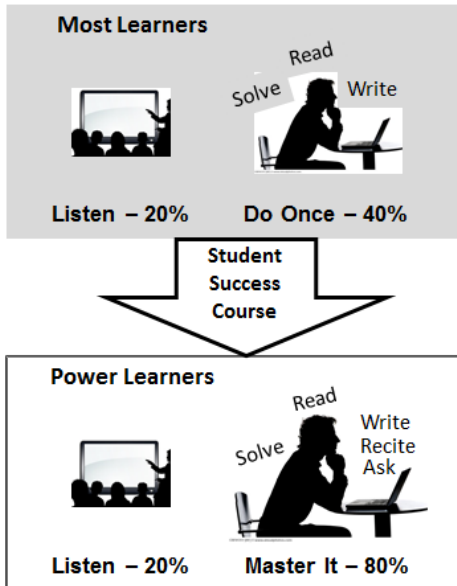 Most Learners
Read
Solve
Write
Listen – 20%
Do Once – 40%
Student
Success
Course
Power Learners
Read
Write
Solve
Recite
Ask
Listen – 20%
Master It – 80%